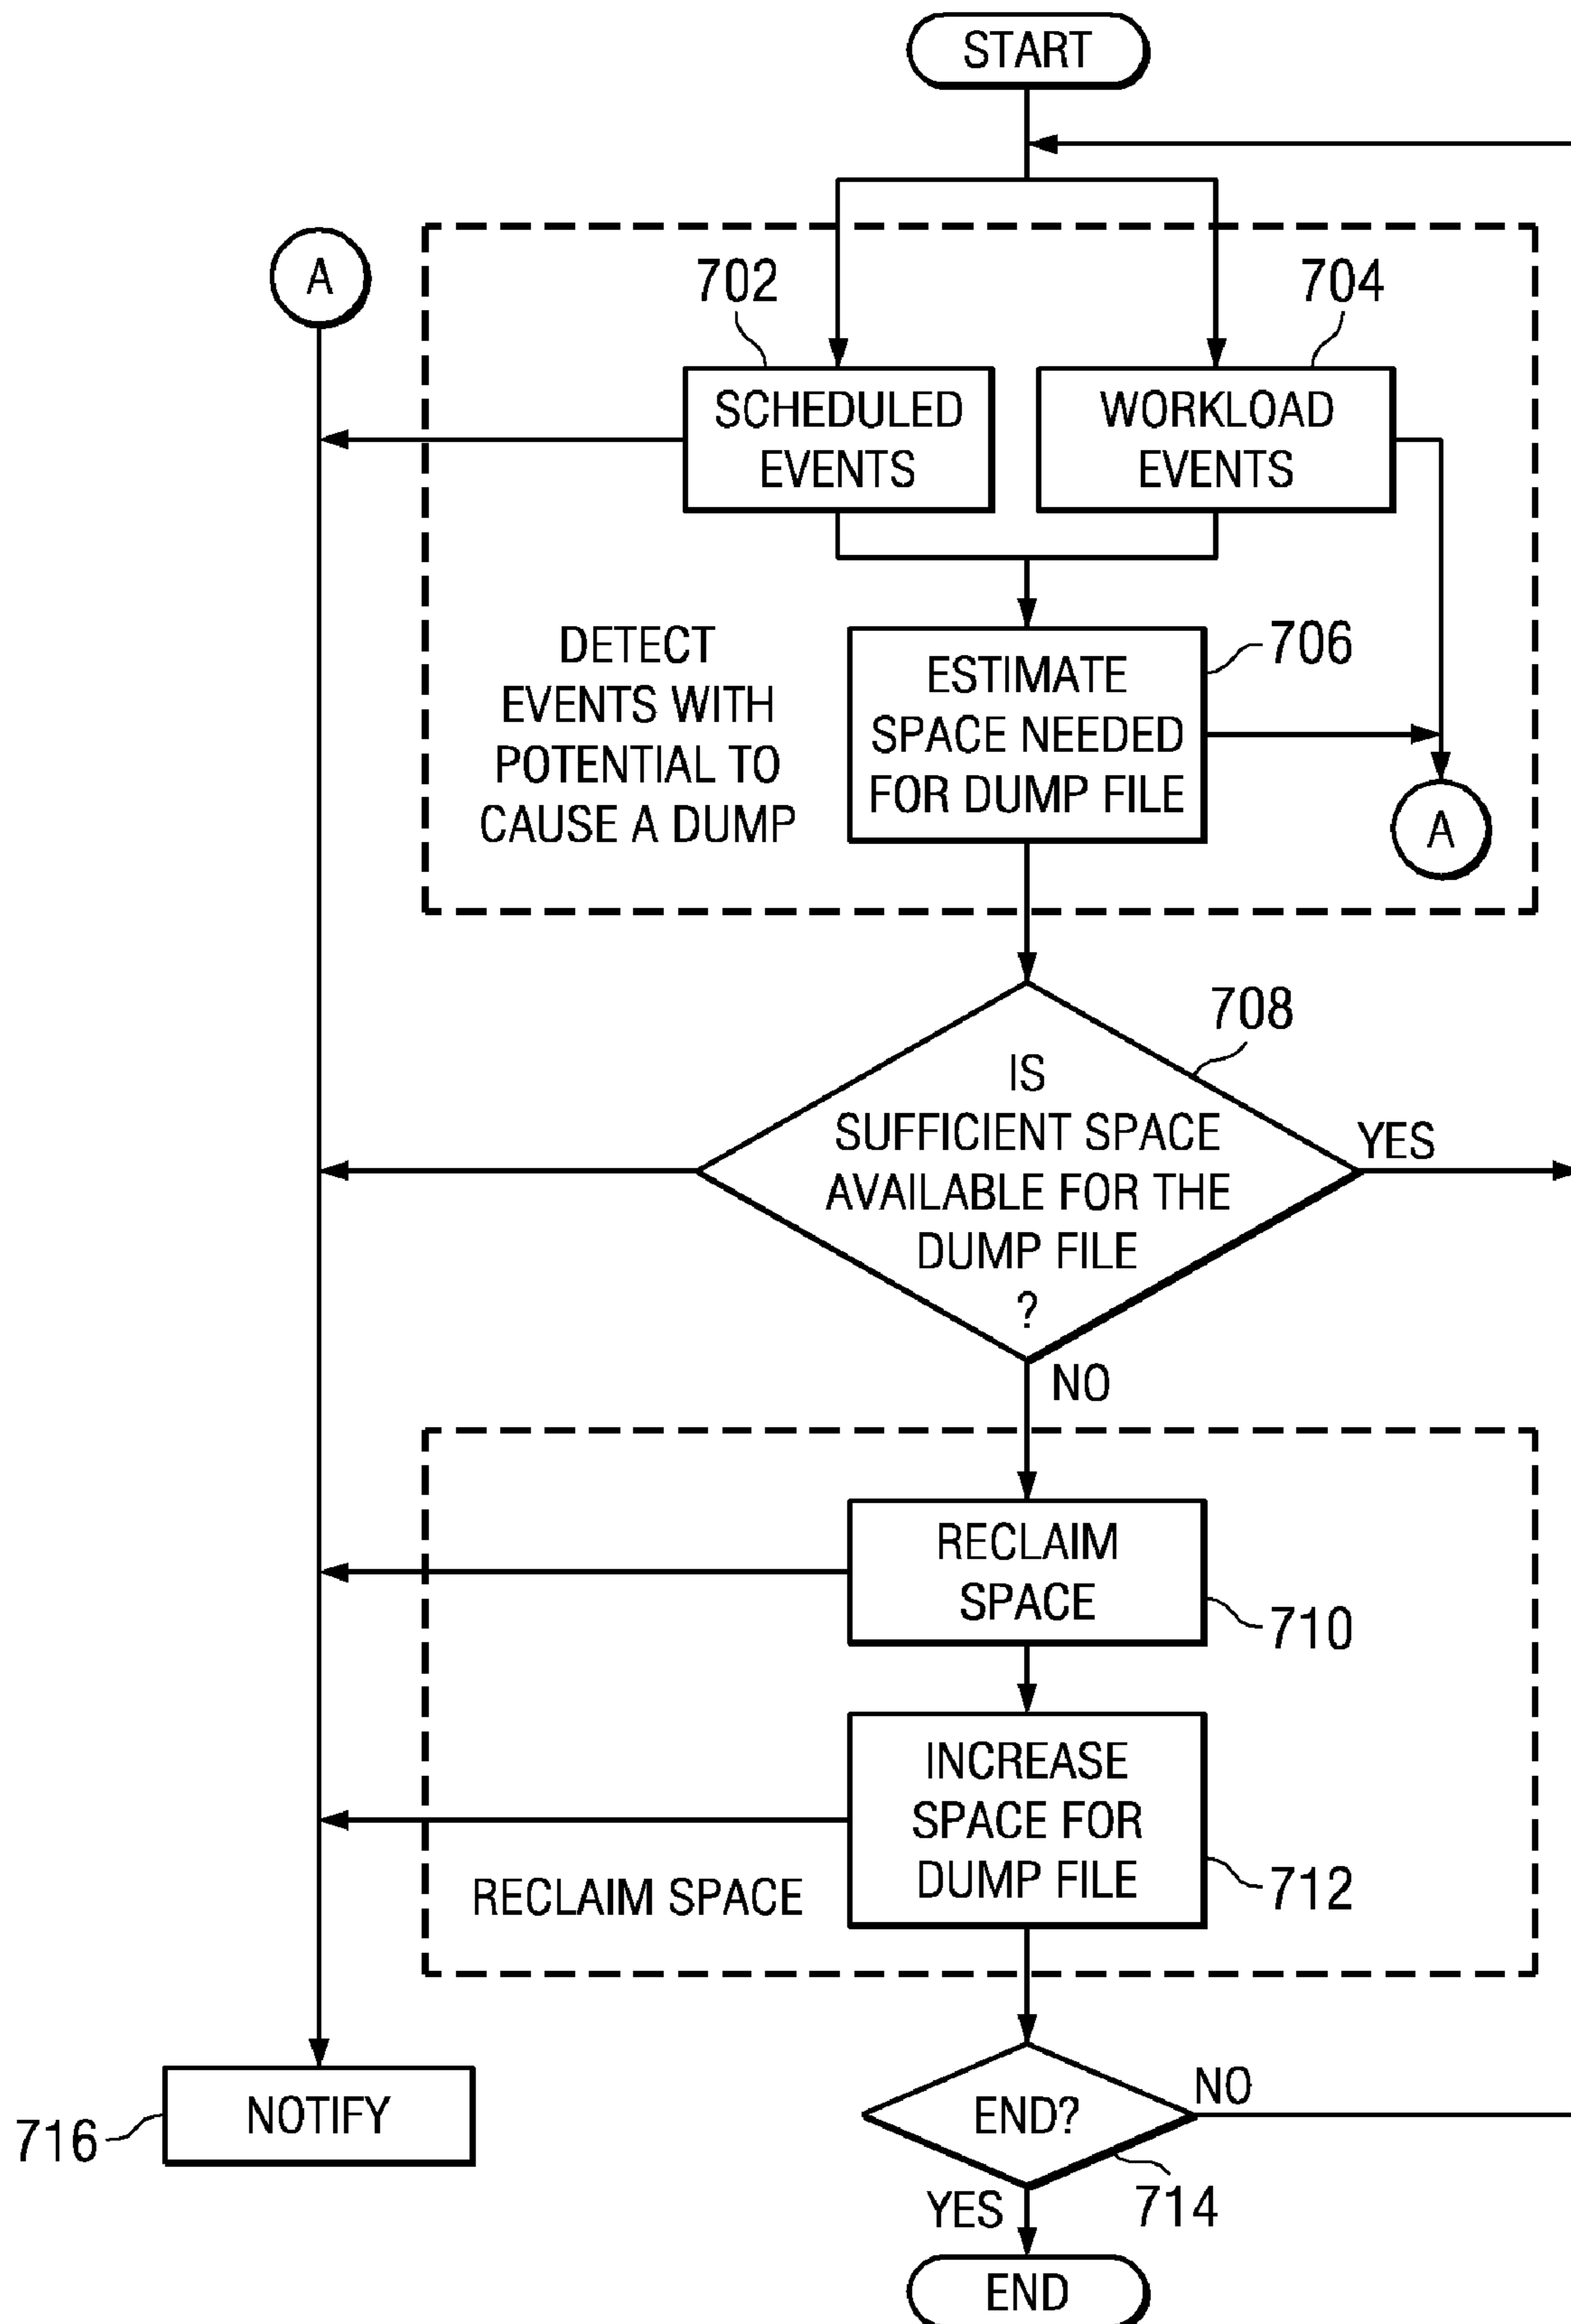 START
A
702
704
SCHEDULED
EVENTS
WORKLOAD
EVENTS
DETECT
EVENTS WITH
POTENTIAL TO
CAUSE A DUMP
706
ESTIMATE
SPACE NEEDED
FOR DUMP FILE
A
708
IS
SUFFICIENT SPACE
AVAILABLE FOR THE
DUMP FILE
?
YES
NO
RECLAIM
SPACE
710
INCREASE
SPACE FOR
DUMP FILE
712
RECLAIM SPACE
716
NOTIFY
END?
NO
714
YES
END